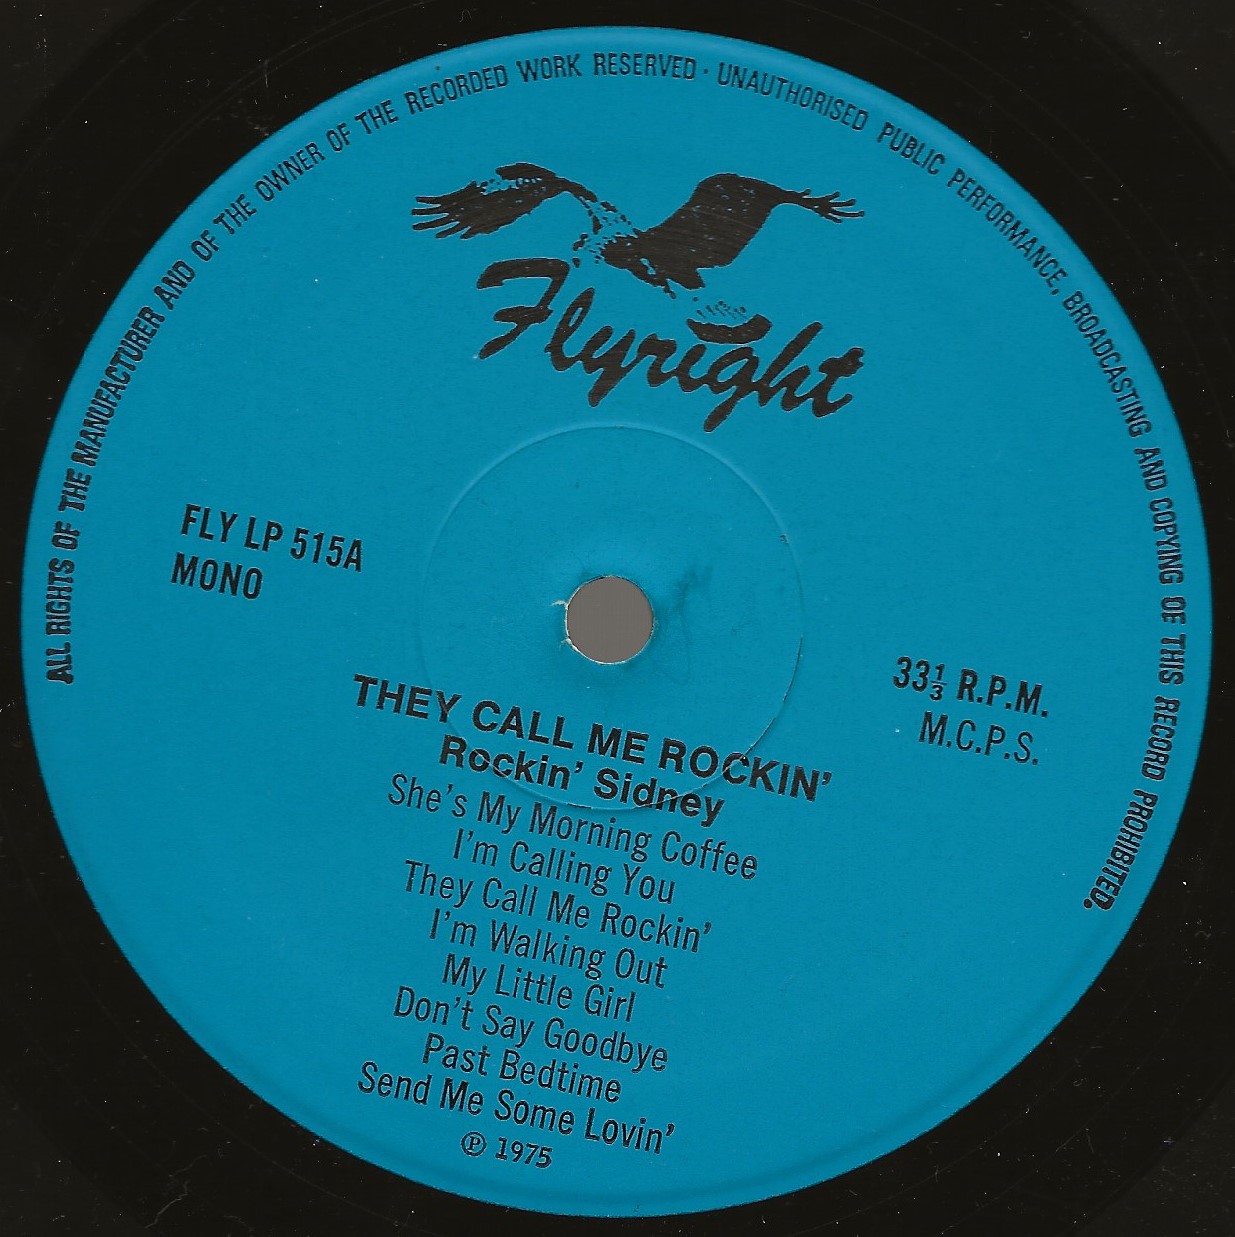 ALL RIGHTS OF THE MANUFACTURER AND OF THE OWNER OF THE RECORDED WORK RESERVED · UNAUTHORISED PUBLIC PERFORMANCE, BROADCASTING AND COPYING OF THIS RECORD PROHIBITED.
Flyright
FLY LP 515A
MONO
33⅓ R.P.M.
M.C.P.S.
THEY CALL ME ROCKIN'
Rockin' Sidney
She's My Morning Coffee
I'm Calling You
They Call Me Rockin'
I'm Walking Out
My Little Girl
Don't Say Goodbye
Past Bedtime
Send Me Some Lovin'
℗ 1975